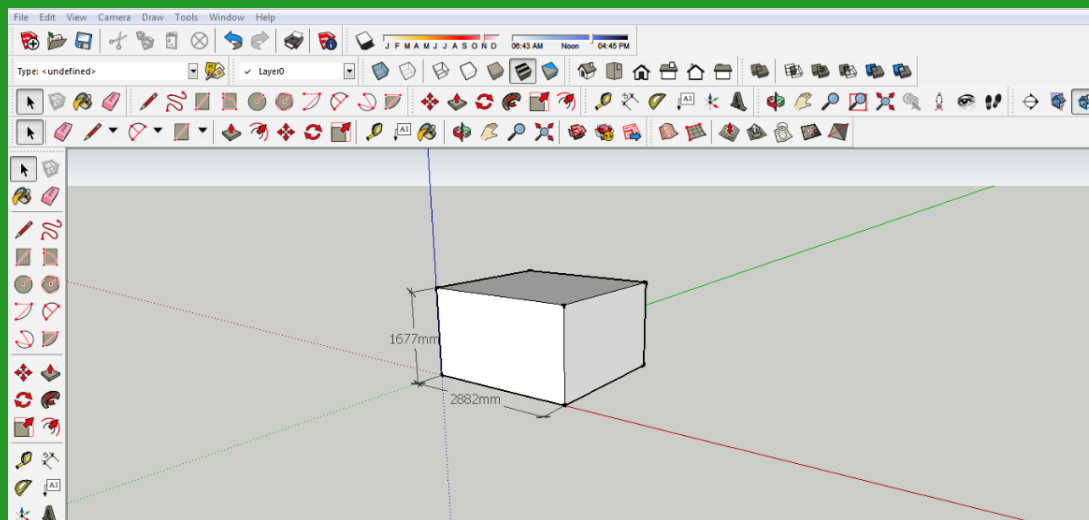 File Edit View Camera Draw Tools Window Help
J F M A M J J A S O N D 06:43 AM Noon 04:45 PM
Type: <undefined> Layer0
A1
A1
1677mm
2882mm
A1